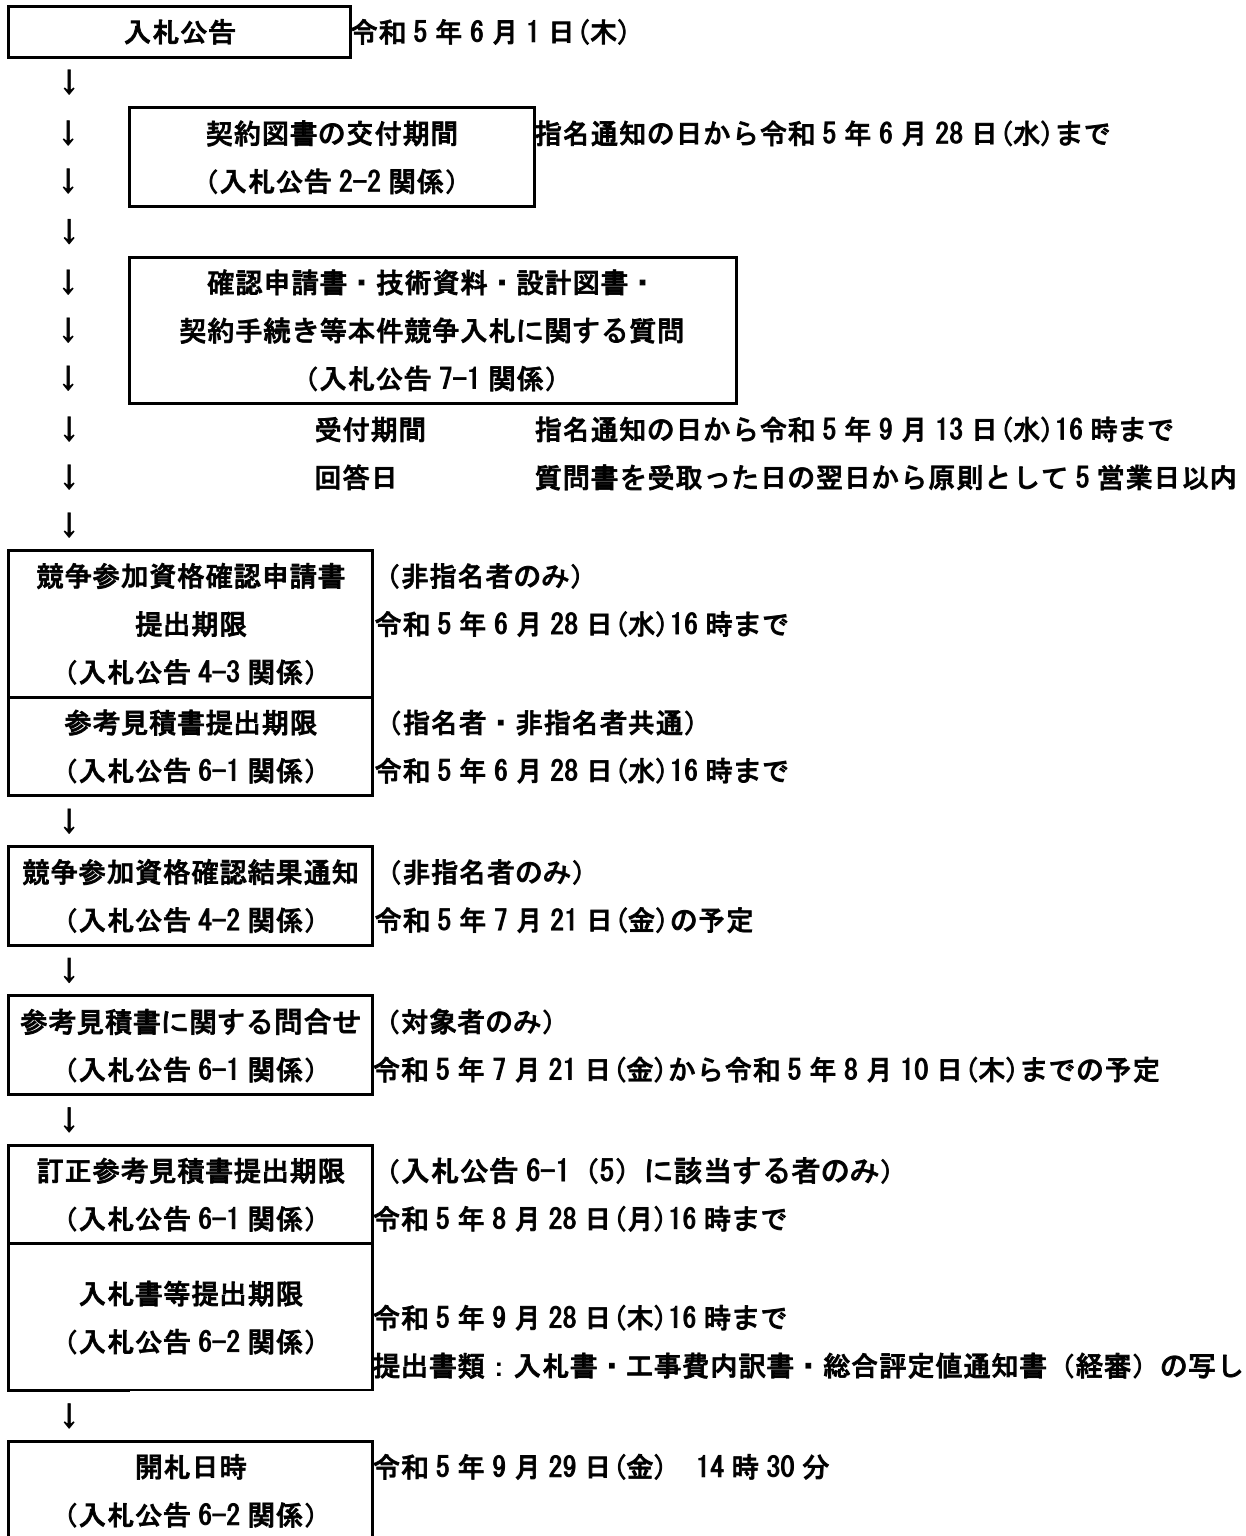 入札公告 令和5年6月1日(木)
↓
↓ 契約図書の交付期間 指名通知の日から令和5年6月28日(水)まで
↓ （入札公告2-2関係）
↓
↓ 確認申請書・技術資料・設計図書・
↓ 契約手続き等本件競争入札に関する質問
↓ （入札公告7-1関係）
↓ 受付期間 指名通知の日から令和5年9月13日(水)16時まで
↓ 回答日 質問書を受取った日の翌日から原則として5営業日以内
↓
競争参加資格確認申請書 （非指名者のみ）
提出期限 令和5年6月28日(水)16時まで
（入札公告4-3関係）
参考見積書提出期限 （指名者・非指名者共通）
（入札公告6-1関係） 令和5年6月28日(水)16時まで
↓
競争参加資格確認結果通知 （非指名者のみ）
（入札公告4-2関係） 令和5年7月21日(金)の予定
↓
参考見積書に関する問合せ （対象者のみ）
（入札公告6-1関係） 令和5年7月21日(金)から令和5年8月10日(木)までの予定
↓
訂正参考見積書提出期限 （入札公告6-1（5）に該当する者のみ）
（入札公告6-1関係） 令和5年8月28日(月)16時まで
入札書等提出期限
令和5年9月28日(木)16時まで
（入札公告6-2関係）
提出書類：入札書・工事費内訳書・総合評定値通知書（経審）の写し
↓
開札日時 令和5年9月29日(金) 14時30分
（入札公告6-2関係）